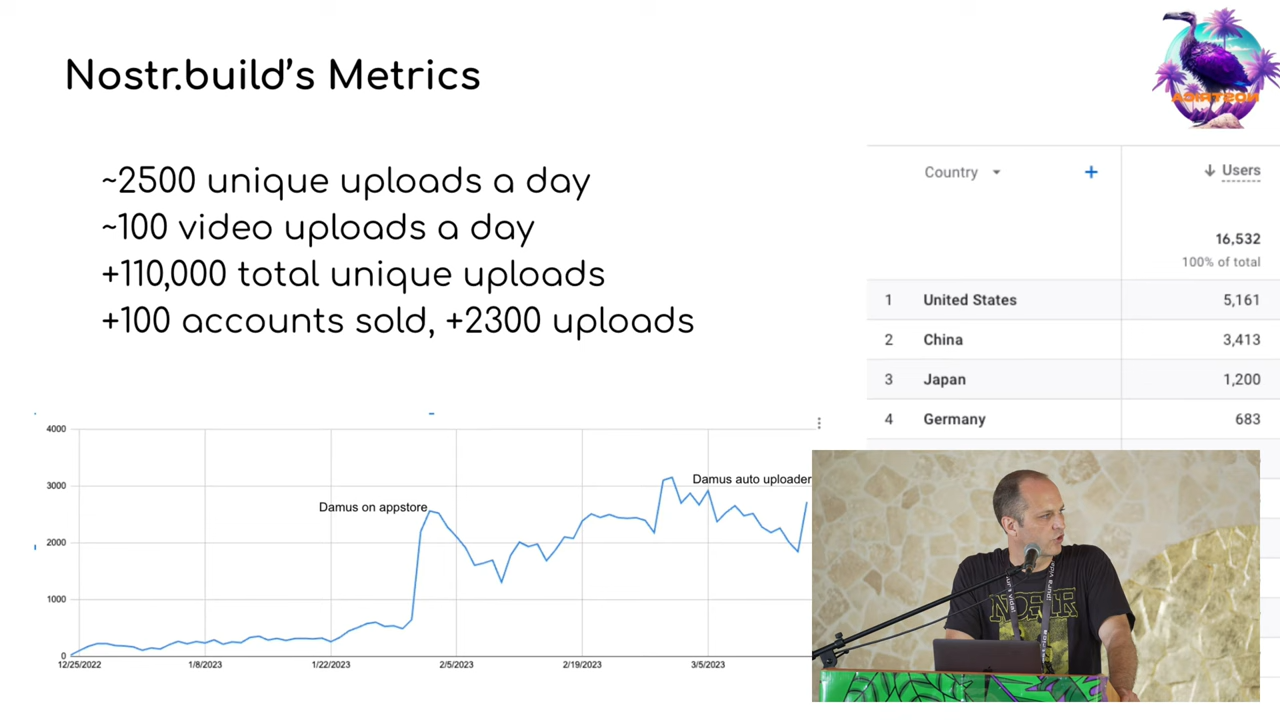 Nostr.build's Metrics
NOSTRICA
~2500 unique uploads a day
~100 video uploads a day
+110,000 total unique uploads
+100 accounts sold, +2300 uploads
Country
Users
16,532
100% of total
1 United States 5,161
2 China 3,413
3 Japan 1,200
4 Germany 683
4000
3000
2000
1000
0
Damus on appstore
Damus auto uploader
12/25/2022
1/8/2023
1/22/2023
2/5/2023
2/19/2023
3/5/2023
NOSTR